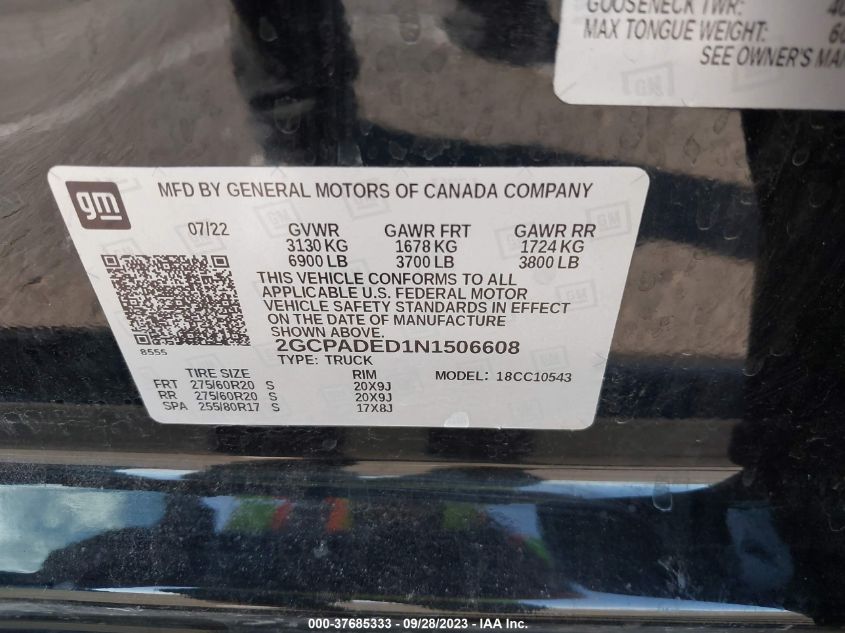 GOOSENECK TWR:
MAX TONGUE WEIGHT:
SEE OWNER'S
gm
MFD BY GENERAL MOTORS OF CANADA COMPANY
07/22 GVWR GAWR FRT GAWR RR
3130 KG 1678 KG 1724 KG
6900 LB 3700 LB 3800 LB
THIS VEHICLE CONFORMS TO ALL
APPLICABLE U.S. FEDERAL MOTOR
VEHICLE SAFETY STANDARDS IN EFFECT
ON THE DATE OF MANUFACTURE
SHOWN ABOVE.
8555
2GCPADED1N1506608
TYPE: TRUCK
TIRE SIZE RIM MODEL: 18CC10543
FRT 275/60R20 S 20X9J
RR 275/60R20 S 20X9J
SPA 255/80R17 S 17X8J
000-37685333 - 09/28/2023 - IAA Inc.